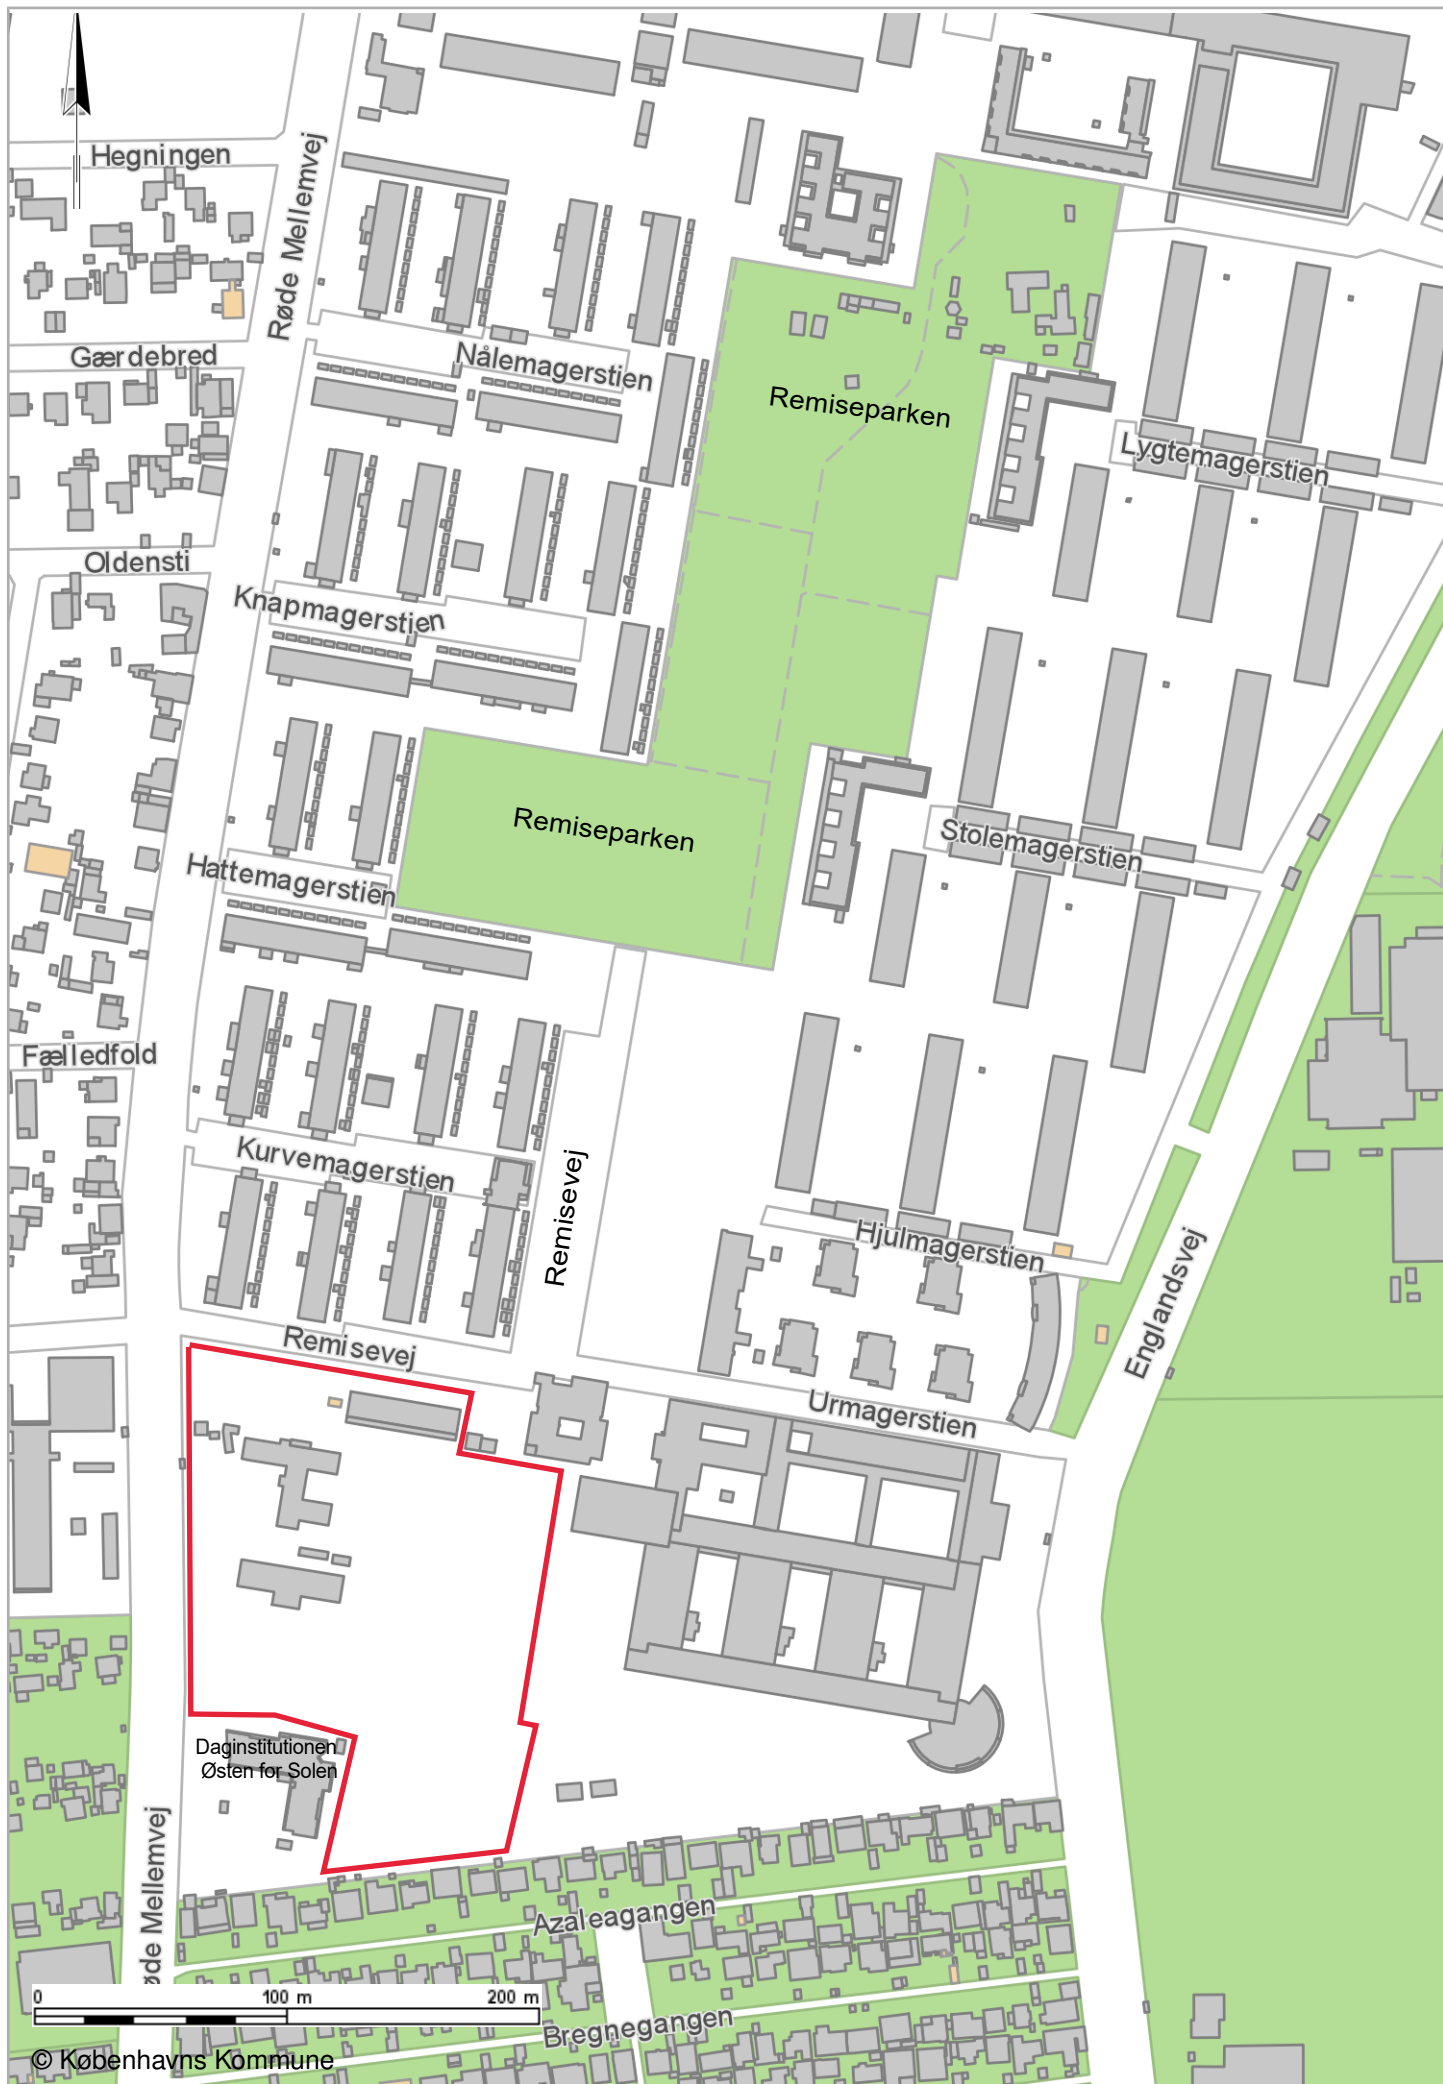 Hegningen
Røde Mellemvej
Gærdebred
Nålemagerstien
Remiseparken
Lygtemagerstien
Oldensti
Knapmagerstien
Remiseparken
Stolemagerstien
Hattemagerstien
Fælledfold
Kurvemagerstien
Remisevej
Hjulmagerstien
Englandsvej
Remisevej
Urmagerstien
Daginstitutionen
Østen for Solen
øde Mellemvej
Azaleagangen
0 100 m 200 m
Bregnegangen
© Københavns Kommune